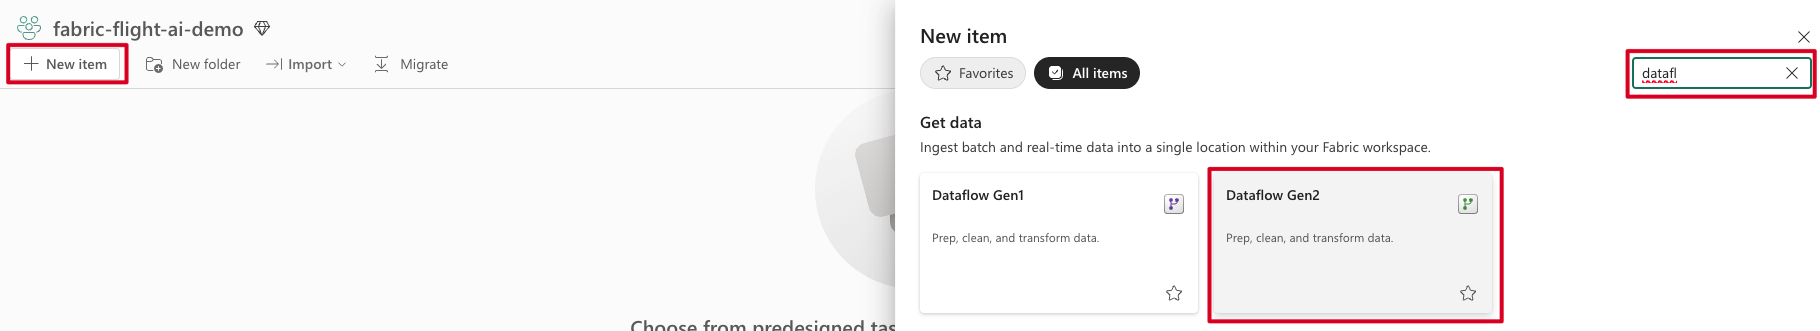 fabric-flight-ai-demo
New item
New folder
Import
Migrate
Choose from predesigned tas
New item
Favorites
All items
datafl
Get data
Ingest batch and real-time data into a single location within your Fabric workspace.
Dataflow Gen1
Prep, clean, and transform data.
Dataflow Gen2
Prep, clean, and transform data.